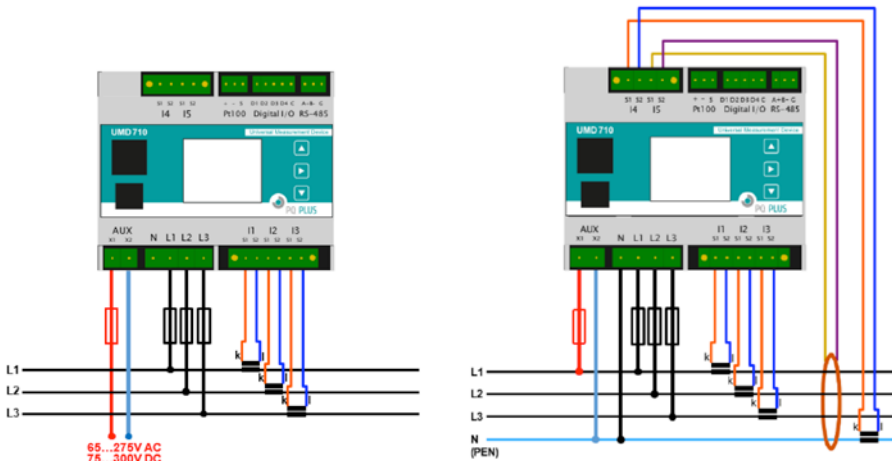 S1 S2 S1 S2
I4 I5
+ - S D1 D2 D3 D4 C A+B- G
Pt100 Digital I/O RS-485
UMD 710
Universal Measurement Device
PQ PLUS
AUX
X1 X2
N L1 L2 L3
I1 I2 I3
S1 S2 S1 S2 S1 S2
k l
k l
k l
L1
L2
L3
65...275V AC
75...300V DC
S1 S2 S1 S2
I4 I5
+ - S D1 D2 D3 D4 C A+B- G
Pt100 Digital I/O RS-485
UMD 710
Universal Measurement Device
PQ PLUS
AUX
X1 X2
N L1 L2 L3
I1 I2 I3
S1 S2 S1 S2 S1 S2
k l
k l
k l
L1
L2
L3
k l
N
(PEN)